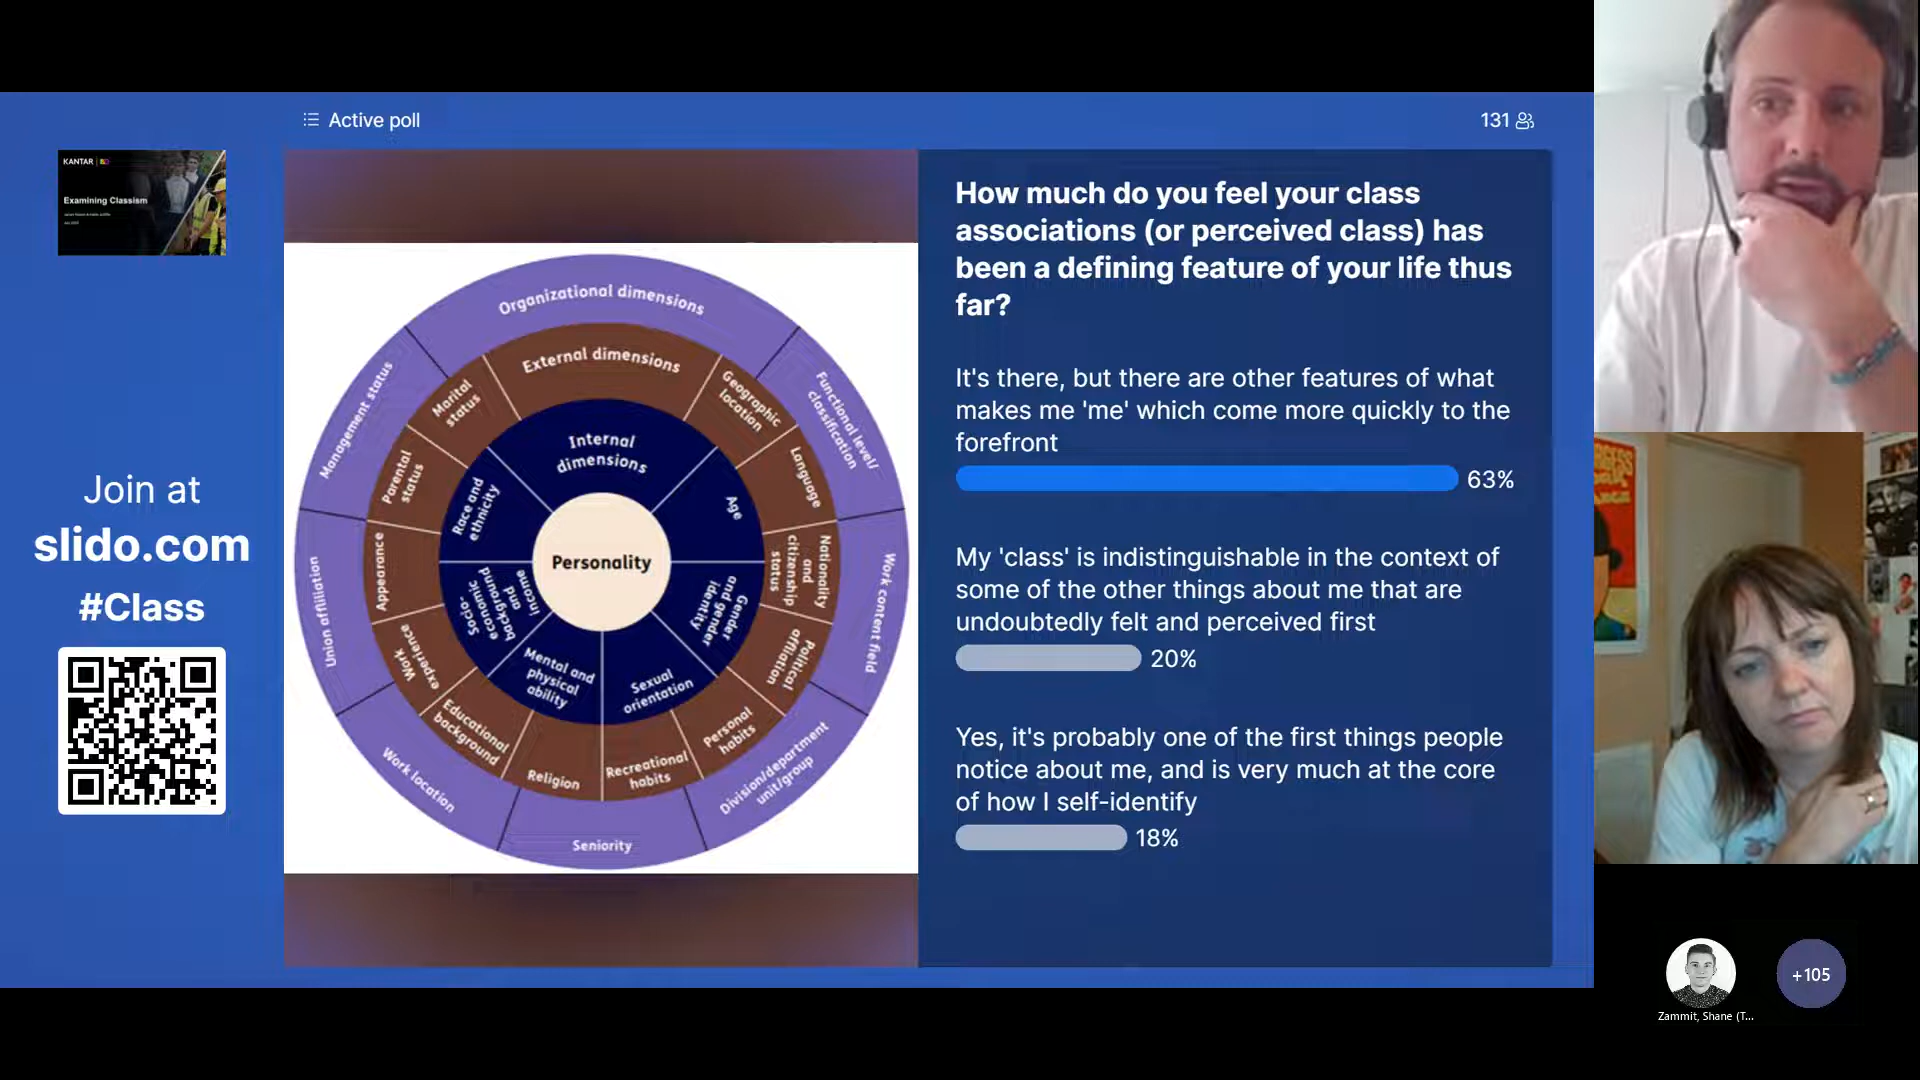 Active poll
131
KANTAR
Examining Classism
Join at
slido.com
#Class
Organizational dimensions
Functional level/
classification
Work content field
Division/department
unit/group
Seniority
Work location
Union affiliation
Management status
External dimensions
Geographic
location
Language
Nationality
and
citizenship
status
Political
affiliation
Personal
habits
Recreational
habits
Religion
Educational
background
Work
experience
Appearance
Parental
status
Marital
status
Internal
dimensions
Age
Gender
and gender
identity
Sexual
orientation
Mental and
physical
ability
Socio-
economic
background
and
income
Race and
ethnicity
Personality
How much do you feel your class
associations (or perceived class) has
been a defining feature of your life thus
far?
It's there, but there are other features of what
makes me 'me' which come more quickly to the
forefront
63%
My 'class' is indistinguishable in the context of
some of the other things about me that are
undoubtedly felt and perceived first
20%
Yes, it's probably one of the first things people
notice about me, and is very much at the core
of how I self-identify
18%
+105
Zammit, Shane (T...